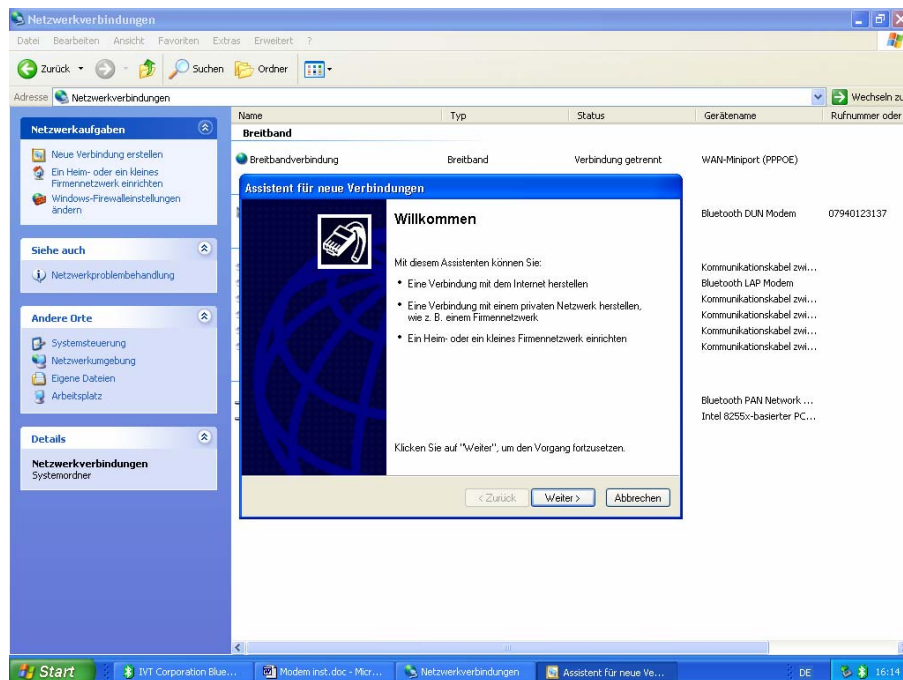 Netzwerkverbindungen
Datei Bearbeiten Ansicht Favoriten Extras Erweitert ?
Zurück Suchen Ordner
Adresse Netzwerkverbindungen Wechseln zu
Name Typ Status Gerätename Rufnummer oder
Netzwerkaufgaben
Neue Verbindung erstellen
Ein Heim- oder ein kleines
Firmennetzwerk einrichten
Windows-Firewalleinstellungen
ändern
Siehe auch
Netzwerkproblembehandlung
Andere Orte
Systemsteuerung
Netzwerkumgebung
Eigene Dateien
Arbeitsplatz
Details
Netzwerkverbindungen
Systemordner
Breitband
Breitbandverbindung Breitband Verbindung getrennt WAN-Miniport (PPPOE)
Bluetooth DUN Modem 07940123137
Kommunikationskabel zwi...
Bluetooth LAP Modem
Kommunikationskabel zwi...
Kommunikationskabel zwi...
Kommunikationskabel zwi...
Kommunikationskabel zwi...
Bluetooth PAN Network ...
Intel 8255x-basierter PC...
Assistent für neue Verbindungen
Willkommen
Mit diesem Assistenten können Sie:
• Eine Verbindung mit dem Internet herstellen
• Eine Verbindung mit einem privaten Netzwerk herstellen,
wie z. B. einem Firmennetzwerk
• Ein Heim- oder ein kleines Firmennetzwerk einrichten
Klicken Sie auf "Weiter", um den Vorgang fortzusetzen.
< Zurück Weiter > Abbrechen
Start IVT Corporation Blue... Modem inst.doc - Micr... Netzwerkverbindungen Assistent für neue Ve... DE 16:14